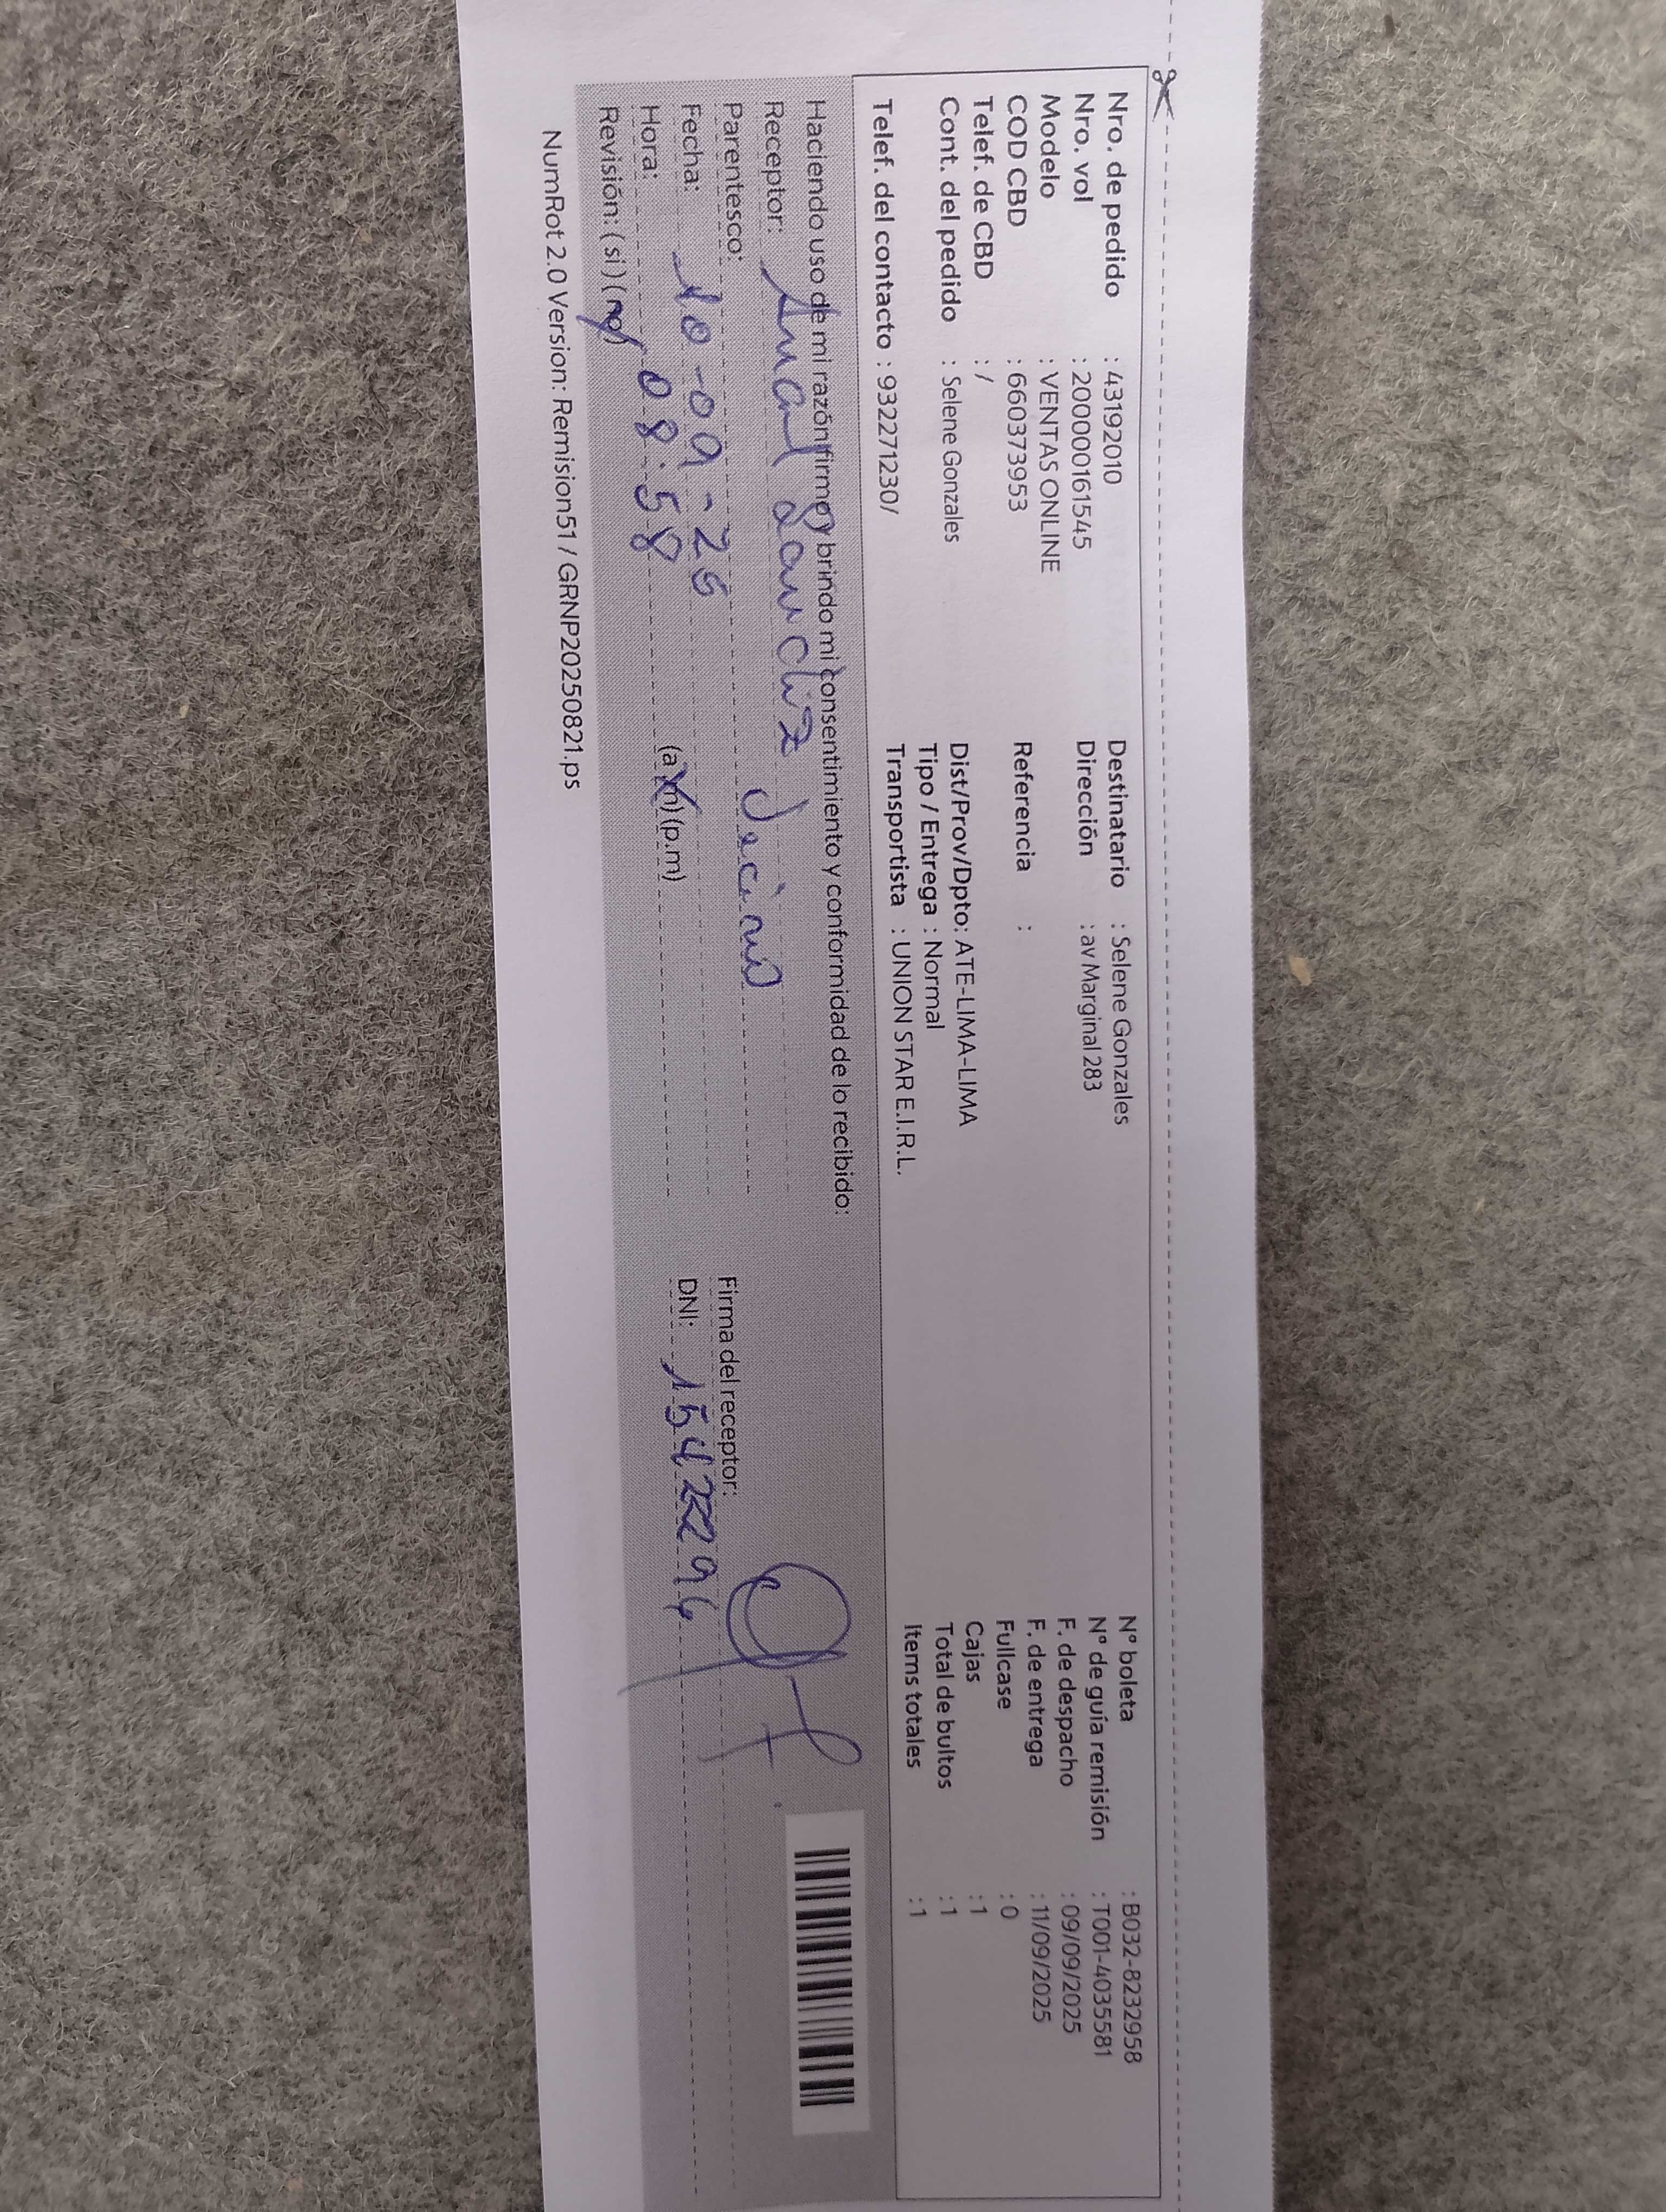 Nro. de pedido : 43192010
Nro. vol : 2000000161545
Modelo : VENTAS ONLINE
COD CBD : 6603739 53
Telef. de CBD : /
Cont. del pedido : Selene Gonzales
Telef. del contacto : 932271230/
Destinatario : Selene Gonzales
Dirección : av Marginal 283
Referencia :
Dist/Prov/Dpto: ATE-LIMA-LIMA
Tipo / Entrega : Normal
Transportista : UNION STAR E.I.R.L.
N° boleta : B032-8232958
N° de guía remisión : T001-4035581
F. de despacho : 09/09/2025
F. de entrega : 11/09/2025
Fullcase : 0
Cajas : 1
Total de bultos : 1
Items totales : 1
Haciendo uso de mi razón firmo y brindo mi consentimiento y conformidad de lo recibido:
Receptor:
Parentesco:
Fecha: 10-09-25
Hora: 08:58 (a.m) (p.m)
Revisión: (si) (no)
Firma del receptor:
DNI:
NumRot 2.0 Version: Remision51 / GRNP20250821.ps